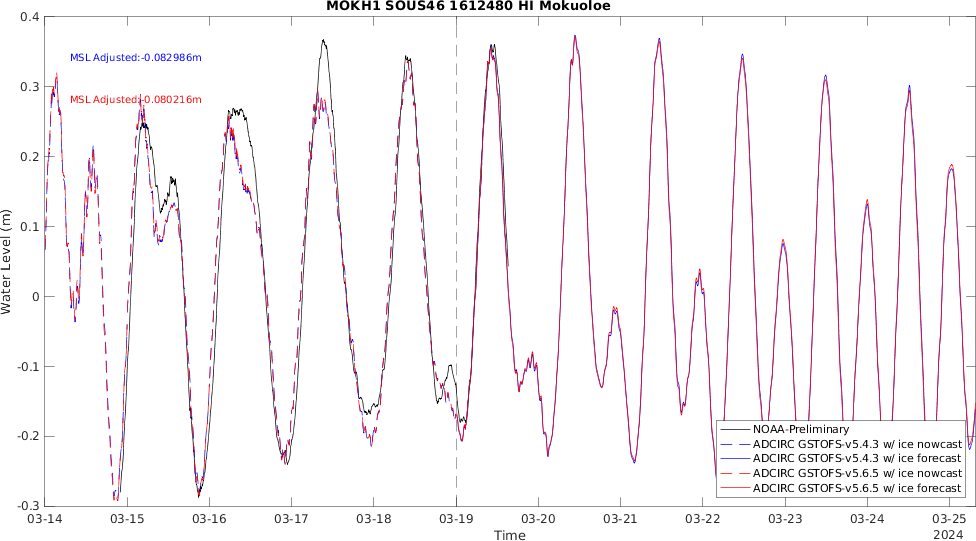 MOKH1 SOUS46 1612480 HI Mokuoloe
0.4
MSL Adjusted:-0.082986m
0.3
MSL Adjusted:-0.080216m
0.2
0.1
Water Level (m)
0
-0.1
-0.2
NOAA-Preliminary
ADCIRC GSTOFS-v5.4.3 w/ ice nowcast
ADCIRC GSTOFS-v5.4.3 w/ ice forecast
ADCIRC GSTOFS-v5.6.5 w/ ice nowcast
ADCIRC GSTOFS-v5.6.5 w/ ice forecast
-0.3
03-14 03-15 03-16 03-17 03-18 03-19 03-20 03-21 03-22 03-23 03-24 03-25
Time
2024